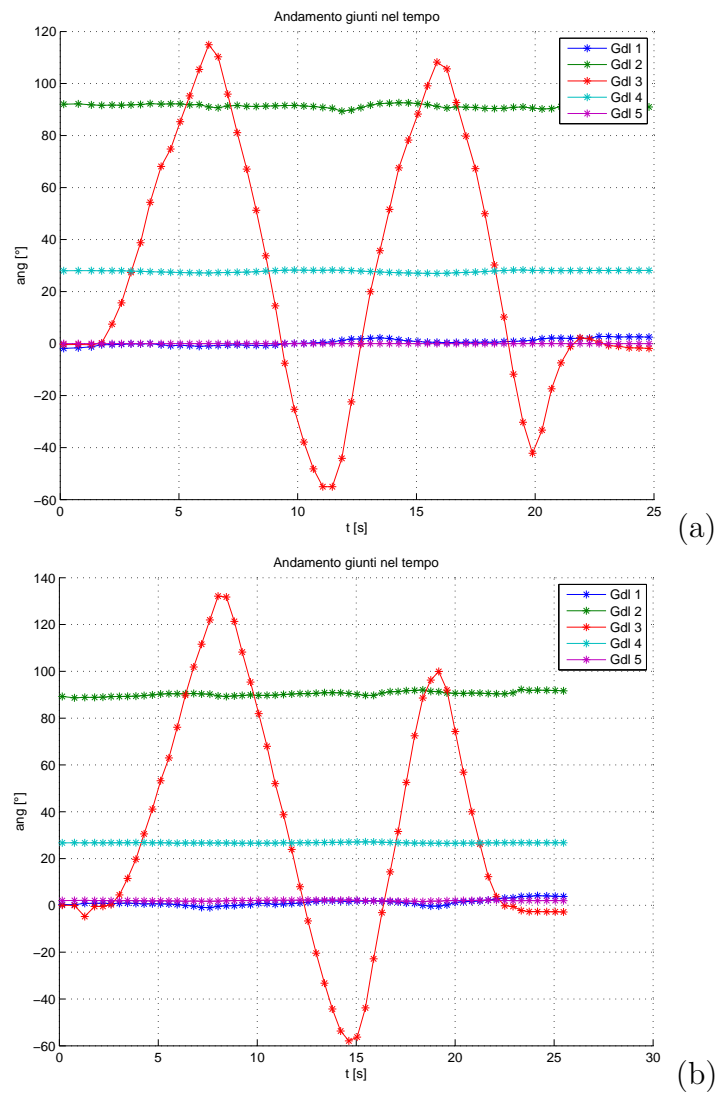 Andamento giunti nel tempo
120
100
80
60
40
20
0
−20
−40
−60
ang [°]
Gdl 1
Gdl 2
Gdl 3
Gdl 4
Gdl 5
0 5 10 15 20 25
t [s]
(a)
Andamento giunti nel tempo
140
120
100
80
60
40
20
0
−20
−40
−60
ang [°]
Gdl 1
Gdl 2
Gdl 3
Gdl 4
Gdl 5
0 5 10 15 20 25 30
t [s]
(b)